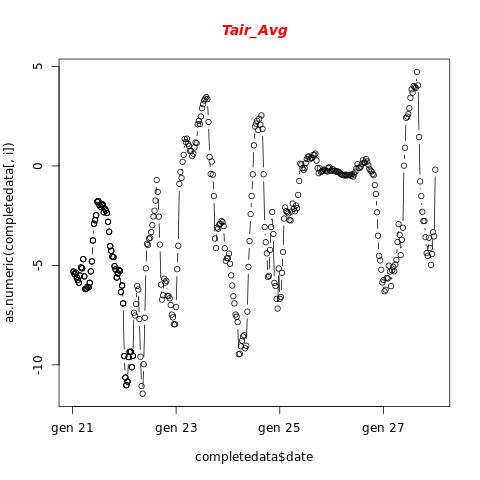 Tair_Avg
as.numeric(completedata[, i])
5
0
-5
-10
gen 21
gen 23
gen 25
gen 27
completedata$date